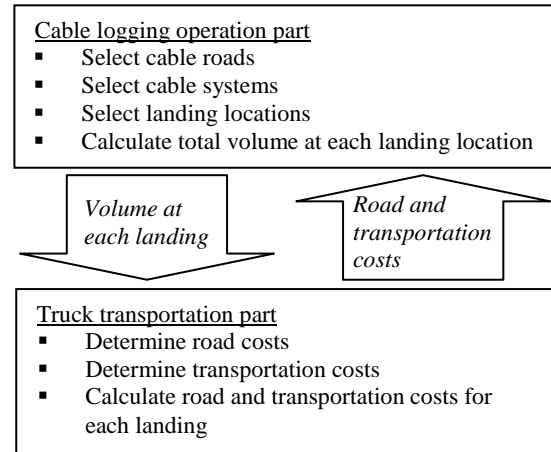 Cable logging operation part
▪ Select cable roads
▪ Select cable systems
▪ Select landing locations
▪ Calculate total volume at each landing location
Volume at
each landing
Road and
transportation
costs
Truck transportation part
▪ Determine road costs
▪ Determine transportation costs
▪ Calculate road and transportation costs for
each landing